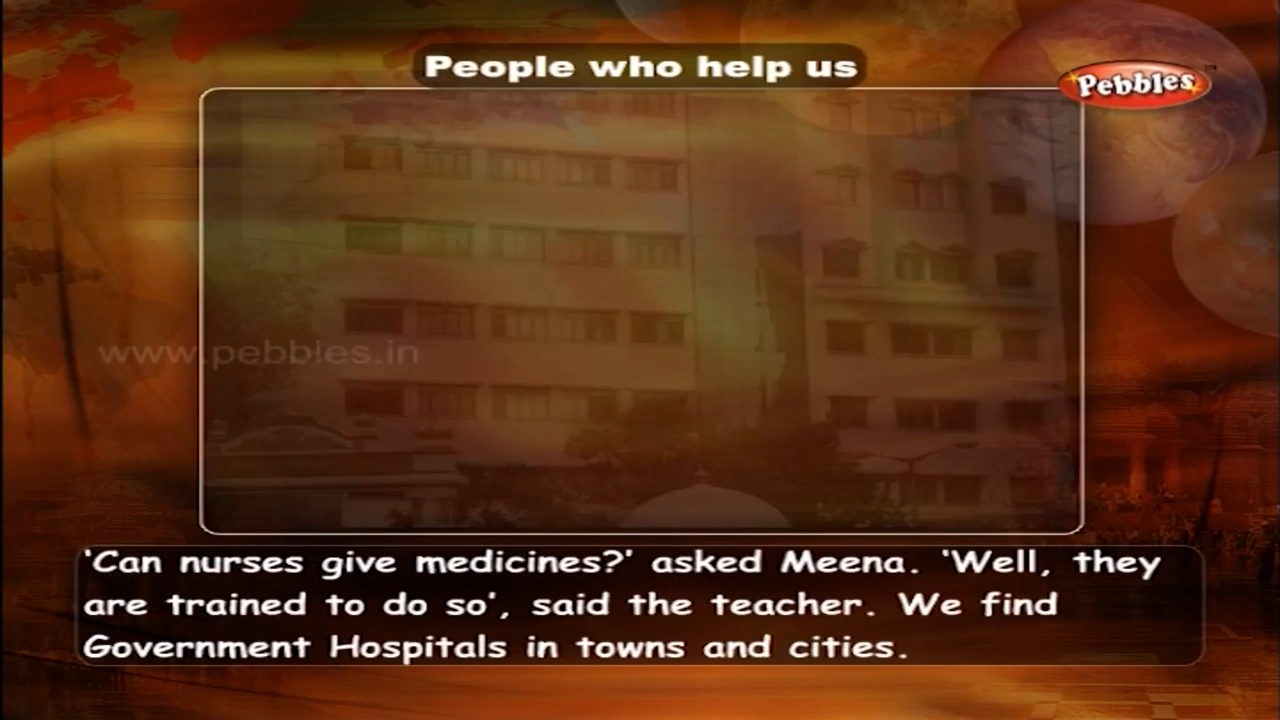 People who help us
Pebbles™
www.pebbles.in
‘Can nurses give medicines?’ asked Meena. ‘Well, they
are trained to do so’, said the teacher. We find
Government Hospitals in towns and cities.